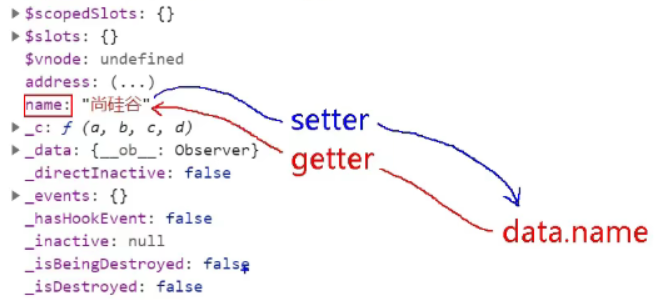 $scopedSlots: {}
$slots: {}
$vnode: undefined
address: (...)
name: "尚硅谷"
_c: ƒ (a, b, c, d)
_data: {__ob__: Observer}
_directInactive: false
_events: {}
_hasHookEvent: false
_inactive: null
_isBeingDestroyed: false
_isDestroyed: false
setter
getter
data.name